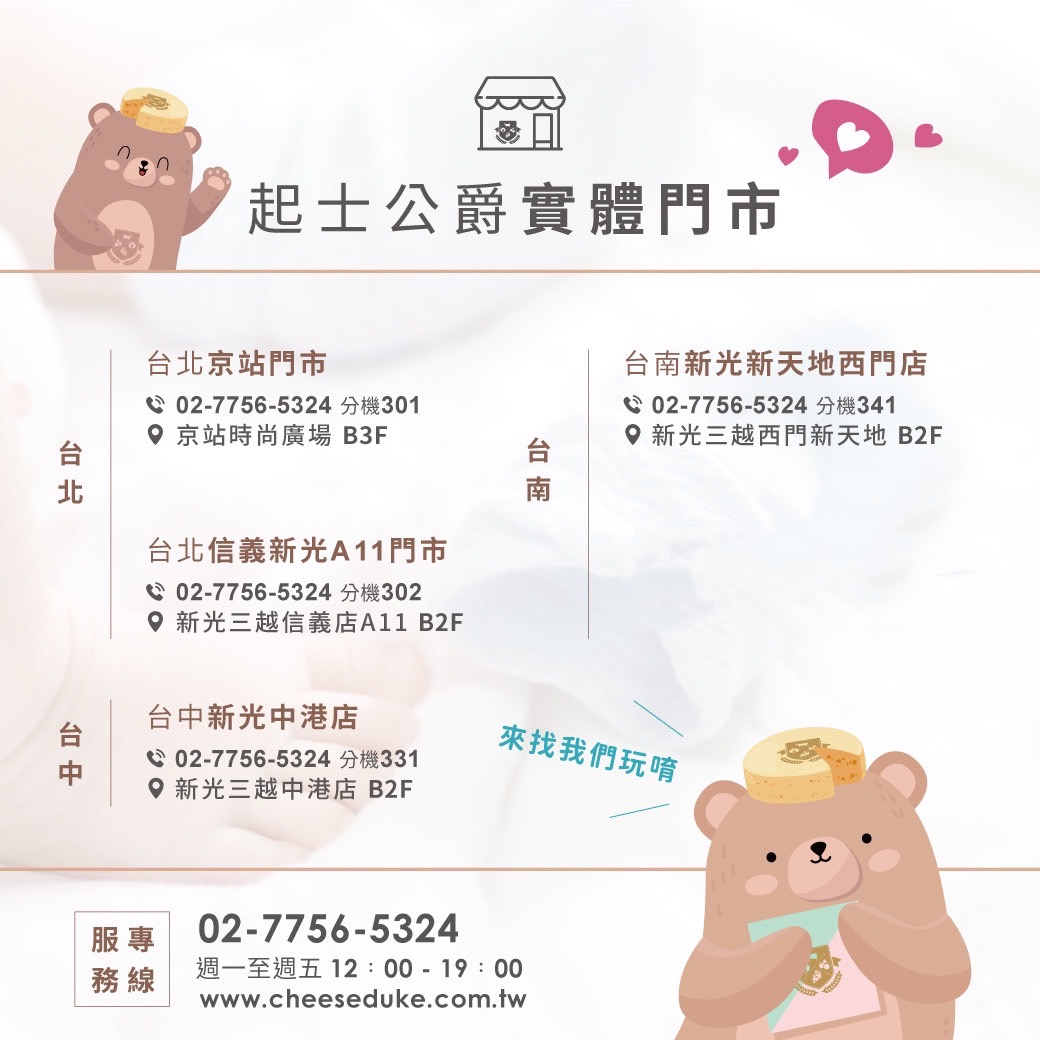 起士公爵實體門市
台北
台北京站門市
02-7756-5324 分機301
京站時尚廣場 B3F
台北信義新光A11門市
02-7756-5324 分機302
新光三越信義店A11 B2F
台中
台中新光中港店
02-7756-5324 分機331
新光三越中港店 B2F
台南
台南新光新天地西門店
02-7756-5324 分機341
新光三越西門新天地 B2F
來找我們玩唷
服務專線
02-7756-5324
週一至週五 12:00 - 19:00
www.cheeseduke.com.tw